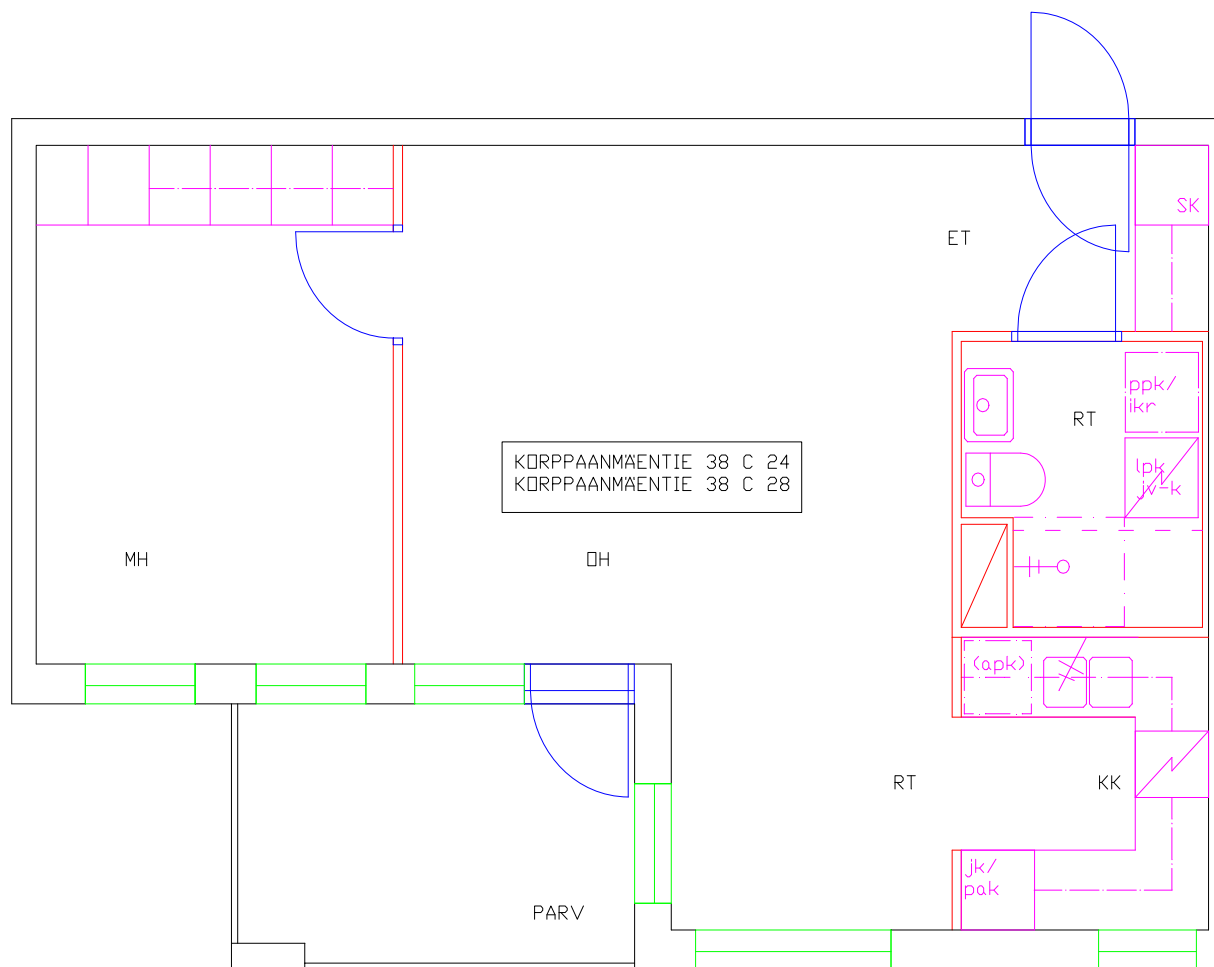 SK
ET
ppk/
ikr
RT
KORPPAANMÄENTIE 38 C 24
KORPPAANMÄENTIE 38 C 28
lpk
jv-k
MH
OH
(apk)
RT
KK
jk/
pak
PARV